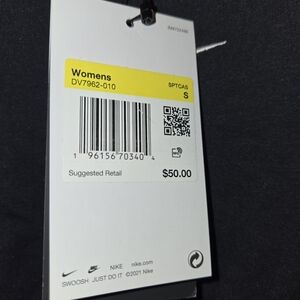 Womens
DV7962-010 SPTCAS
S
1 96156 70340 4
Suggested Retail $50.00
NIKE nike.com
SWOOSH JUST DO IT ©2021 Nike